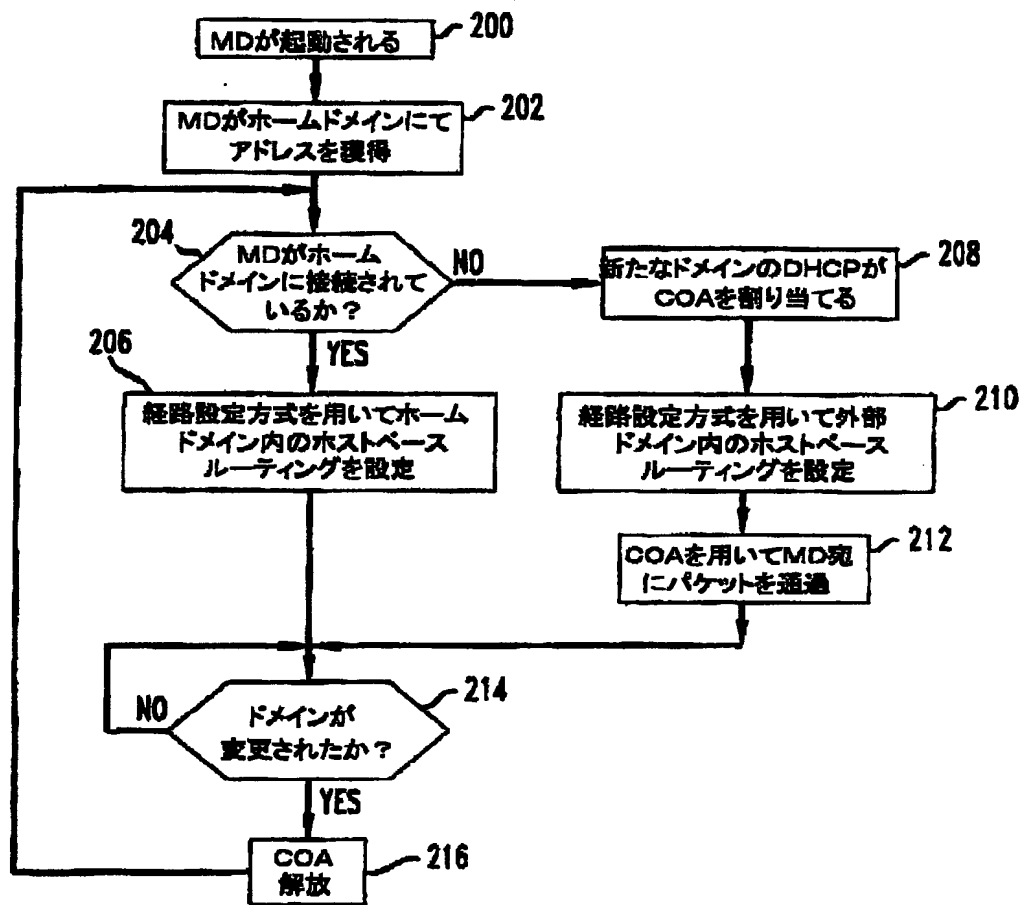 MDが起動される
200
MDがホームドメインにて
アドレスを獲得
202
204
MDがホーム
ドメインに接続されて
いるか?
NO
YES
新たなドメインのDHCPが
COAを割り当てる
208
206
経路設定方式を用いてホーム
ドメイン内のホストベース
ルーティングを設定
経路設定方式を用いて外部
ドメイン内のホストベース
ルーティングを設定
210
COAを用いてMD宛
にパケットを通過
212
NO
ドメインが
変更されたか?
214
YES
COA
解放
216